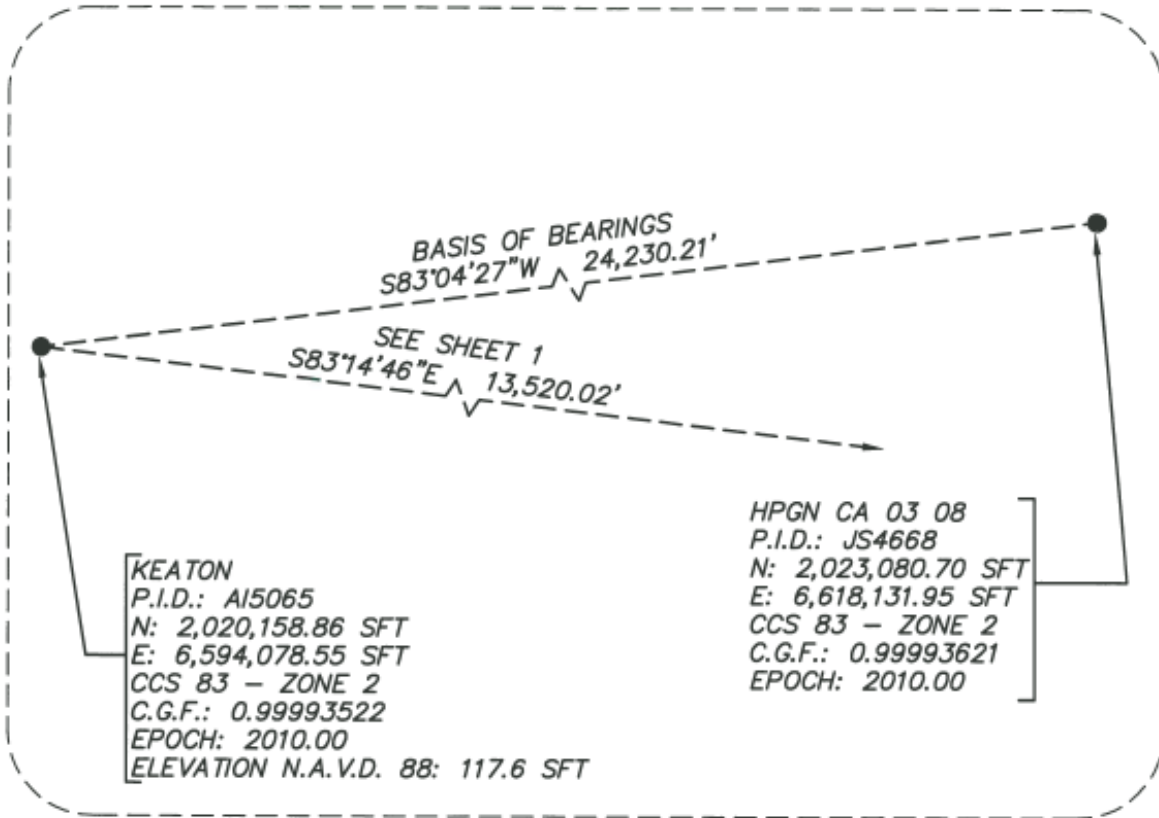 BASIS OF BEARINGS
S83°04'27"W 24,230.21'
SEE SHEET 1
S83°14'46"E 13,520.02'
KEATON
P.I.D.: AI5065
N: 2,020,158.86 SFT
E: 6,594,078.55 SFT
CCS 83 – ZONE 2
C.G.F.: 0.99993522
EPOCH: 2010.00
ELEVATION N.A.V.D. 88: 117.6 SFT
HPGN CA 03 08
P.I.D.: JS4668
N: 2,023,080.70 SFT
E: 6,618,131.95 SFT
CCS 83 – ZONE 2
C.G.F.: 0.99993621
EPOCH: 2010.00